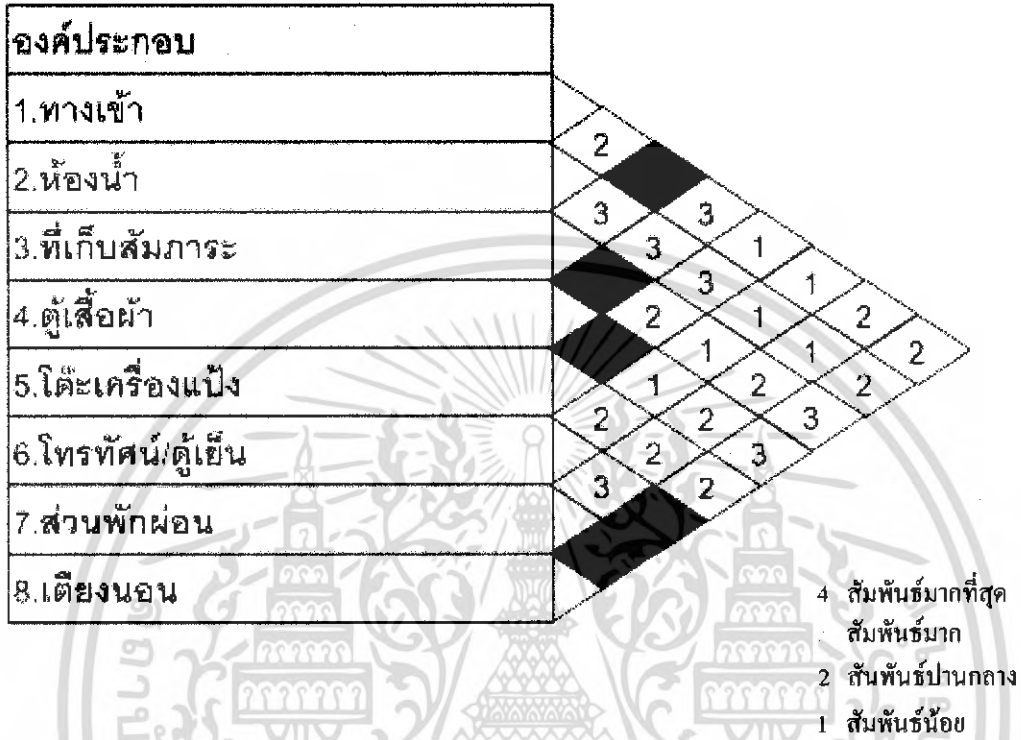 องค์ประกอบ
1.ทางเข้า
2
2.ห้องน้ำ
3 3
3.ที่เก็บสัมภาระ
3 1
3 1
4.ตู้เสื้อผ้า
2 1 2
1 1 2
5.โต๊ะเครื่องแป้ง
1 2 2
2 2 3
6.โทรทัศน์/ตู้เย็น
2 3
3 2
7.ส่วนพักผ่อน
8.เตียงนอน
4 สัมพันธ์มากที่สุด
สัมพันธ์มาก
2 สันพันธ์ปานกลาง
1 สัมพันธ์น้อย